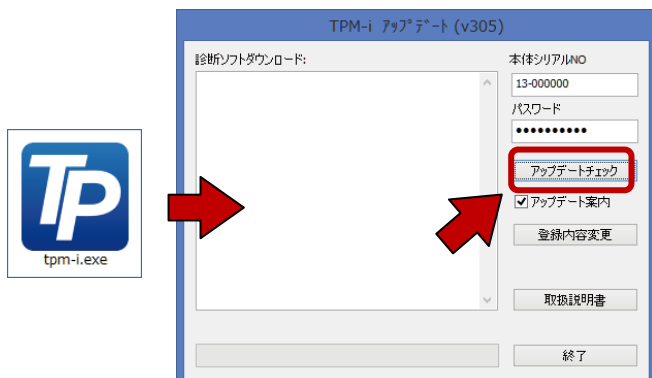 TPM-i ｱｯﾌﾟﾃﾞｰﾄ (v305)
診断ソフトダウンロード:
本体シリアルNO
13-000000
パスワード
●●●●●●●●●●
アップデートチェック
アップデート案内
登録内容変更
取扱説明書
終了
TP
tpm-i.exe